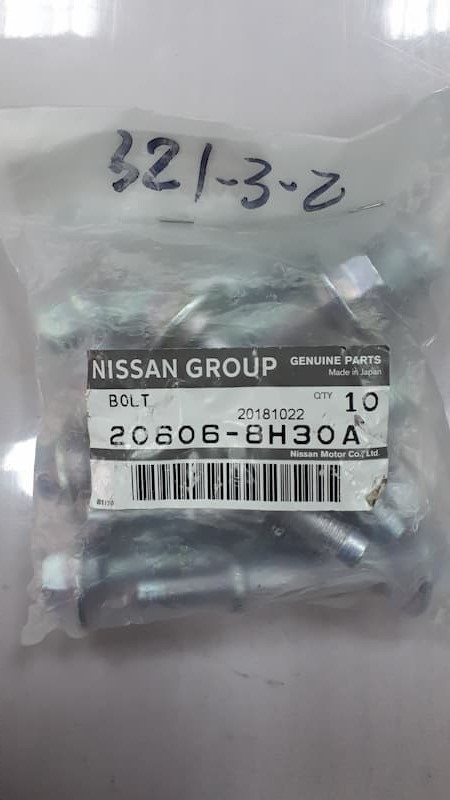 321-3-2
NISSAN GROUP GENUINE PARTS
Made in Japan
BOLT Q'TY 10
20181022
20606-8H30A
Nissan Motor Co., Ltd.